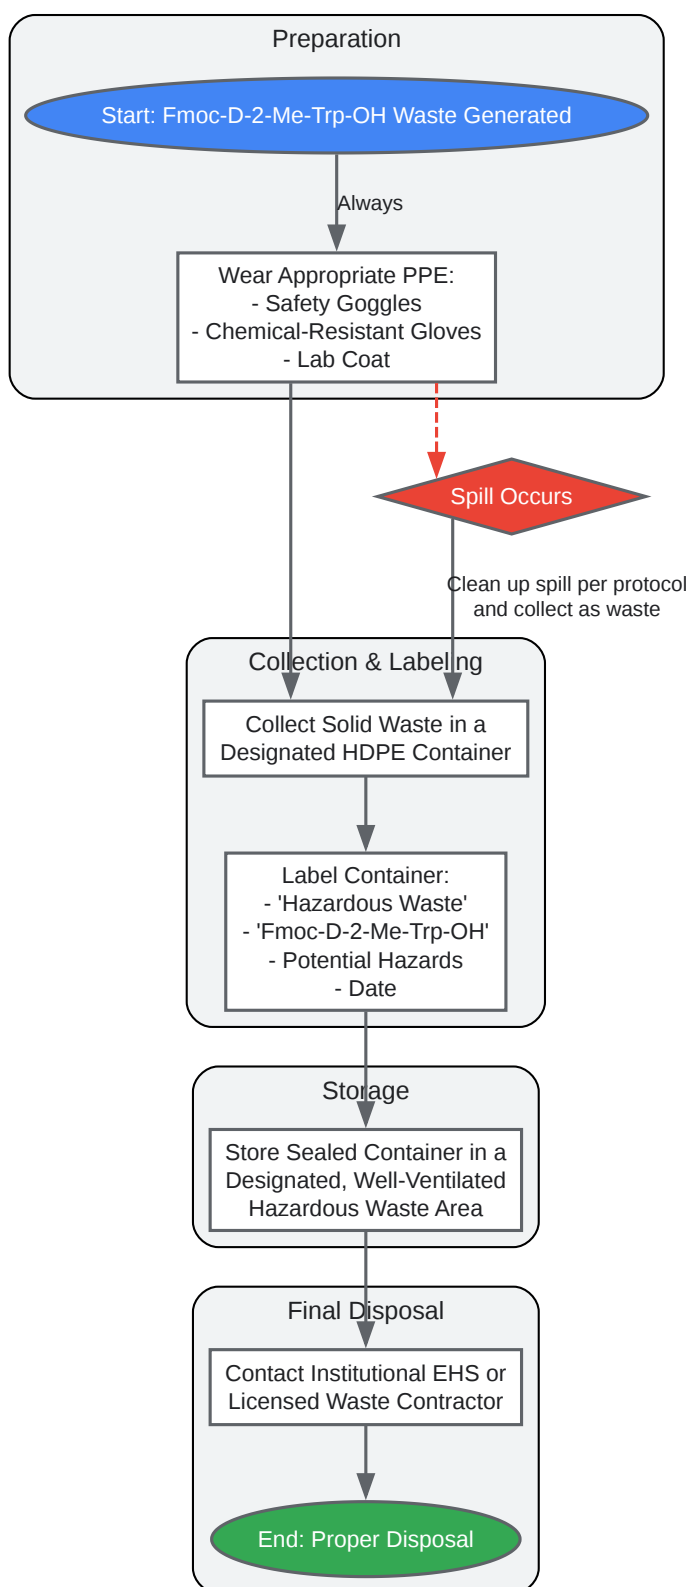 Preparation
Start: Fmoc-D-2-Me-Trp-OH Waste Generated
Always
Wear Appropriate PPE:
- Safety Goggles
- Chemical-Resistant Gloves
- Lab Coat
Spill Occurs
Clean up spill per protocol
and collect as waste
Collection & Labeling
Collect Solid Waste in a
Designated HDPE Container
Label Container:
- 'Hazardous Waste'
- 'Fmoc-D-2-Me-Trp-OH'
- Potential Hazards
- Date
Storage
Store Sealed Container in a
Designated, Well-Ventilated
Hazardous Waste Area
Final Disposal
Contact Institutional EHS or
Licensed Waste Contractor
End: Proper Disposal